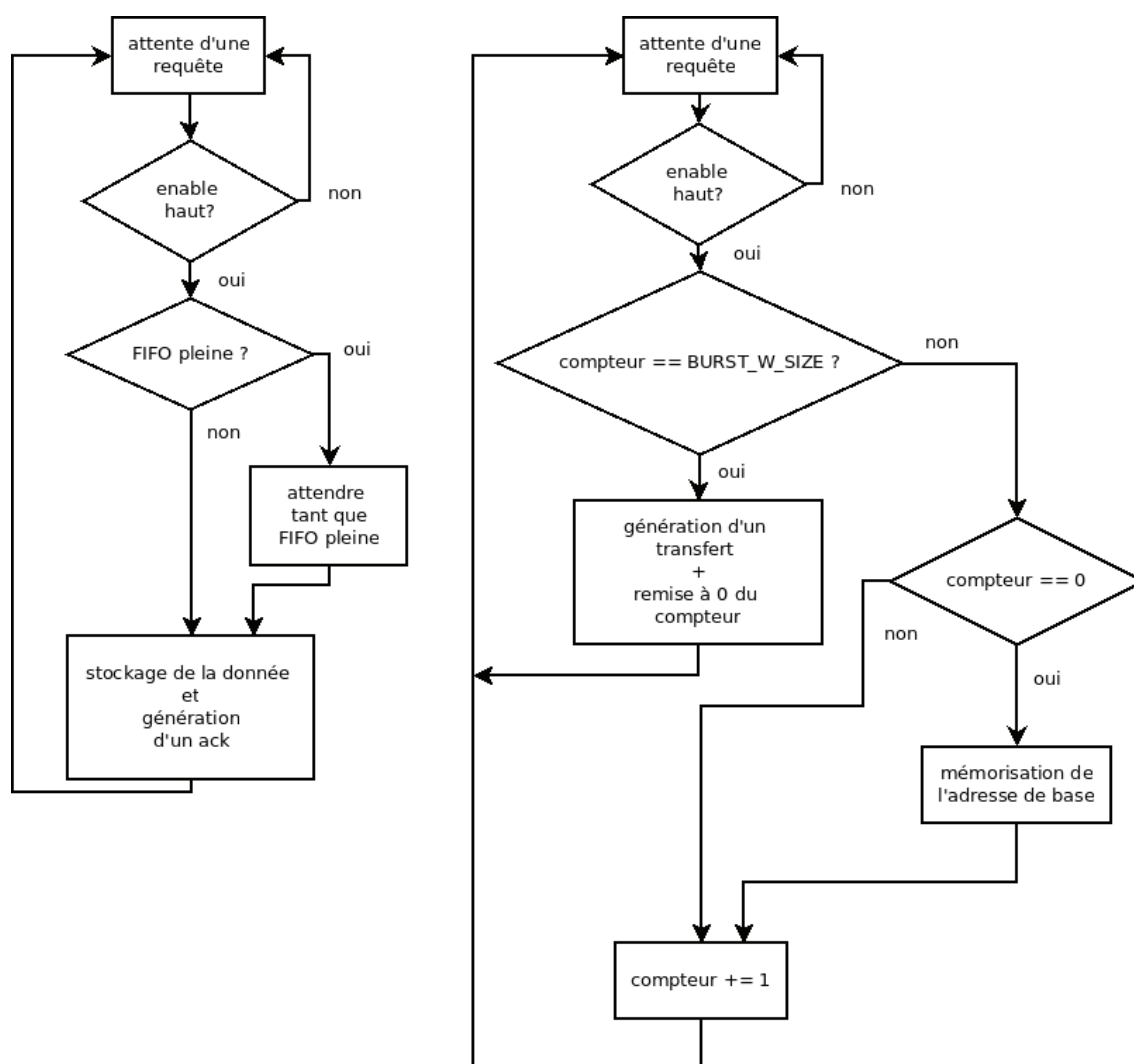 attente d'une
requête
enable
haut?
non
oui
FIFO pleine ?
oui
non
attendre
tant que
FIFO pleine
stockage de la donnée
et
génération
d'un ack
attente d'une
requête
enable
haut?
non
oui
compteur == BURST_W_SIZE ?
non
oui
génération d'un
transfert
+
remise à 0 du
compteur
compteur == 0
non
oui
mémorisation de
l'adresse de base
compteur += 1